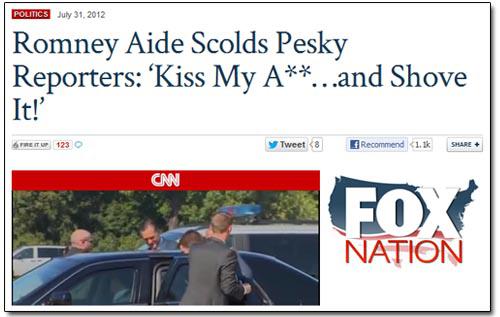 POLITICS July 31, 2012
Romney Aide Scolds Pesky
Reporters: ‘Kiss My A**…and Shove
It!’
FIRE IT UP 123 Tweet 8 Recommend 1.1k SHARE +
CNN
FOX
NATION